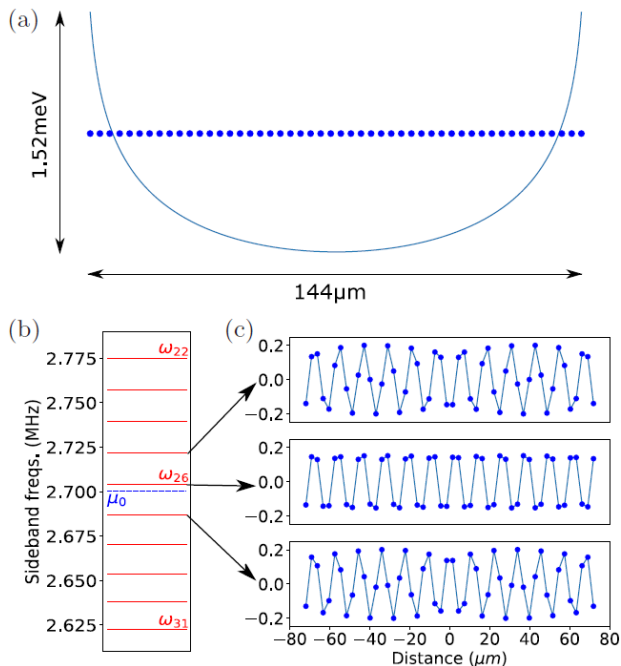 (a)
1.52meV
144μm
(b)
(c)
Sideband freqs. (MHz)
2.775
2.750
2.725
2.700
2.675
2.650
2.625
ω22
ω26
μ0
ω31
0.2
0.0
−0.2
0.2
0.0
−0.2
0.2
0.0
−0.2
−80 −60 −40 −20 0 20 40 60 80
Distance (μm)